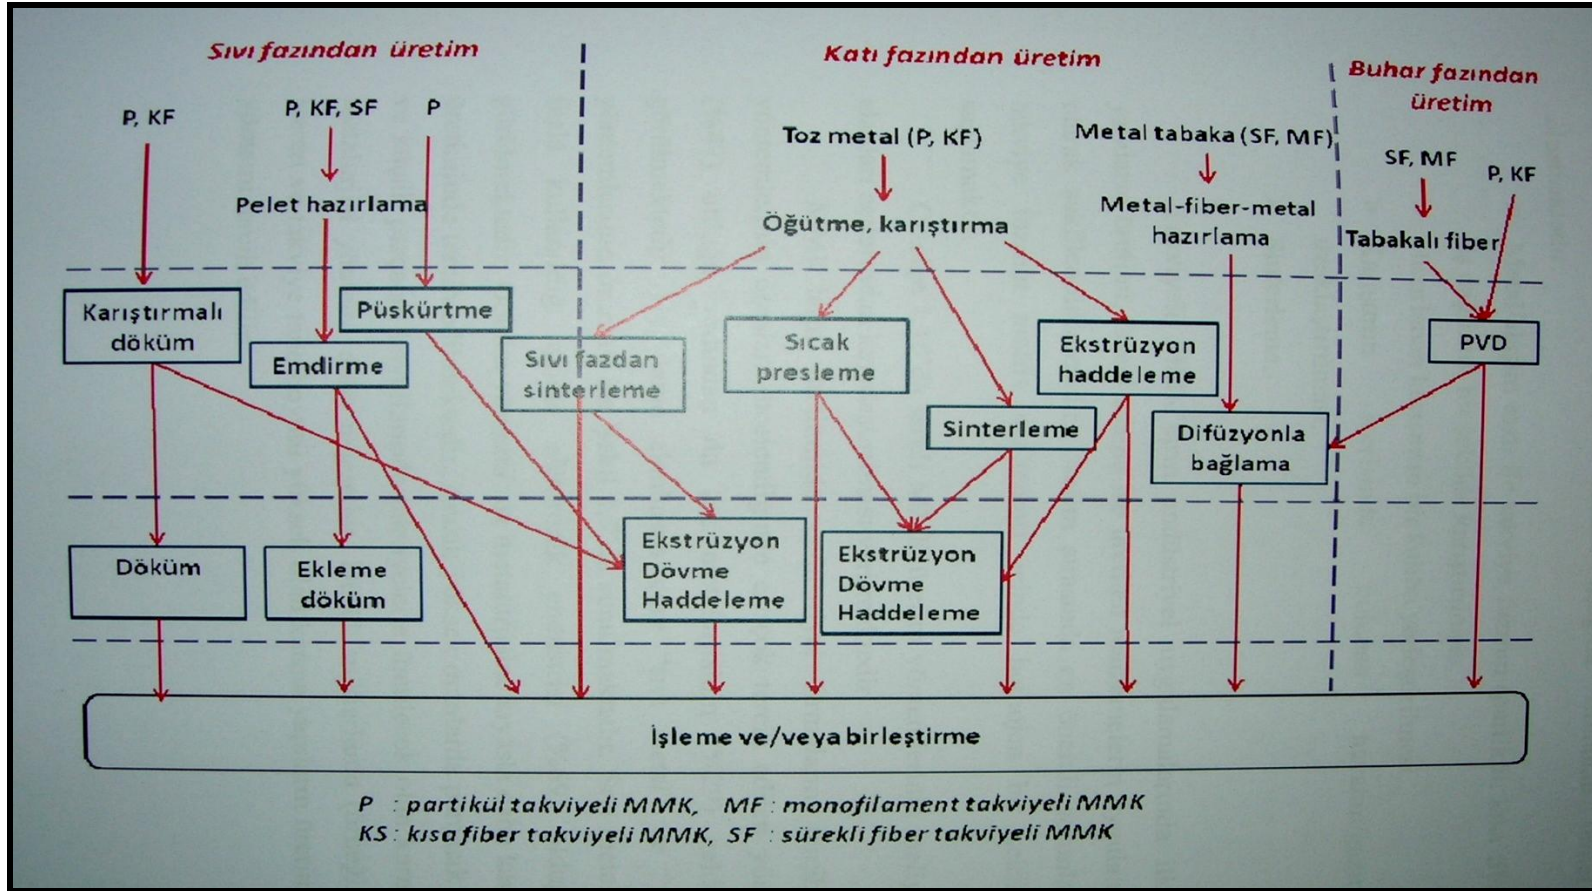 Sıvı fazından üretim
Katı fazından üretim
Buhar fazından
üretim
P, KF
P, KF, SF
P
Toz metal (P, KF)
Metal tabaka (SF, MF)
SF, MF
P, KF
Pelet hazırlama
Öğütme, karıştırma
Metal-fiber-metal
hazırlama
Tabakalı fiber
Karıştırmalı
döküm
Püskürtme
Emdirme
Sıvı fazdan
sinterleme
Sıcak
presleme
Ekstrüzyon
haddeleme
Sinterleme
Difüzyonla
bağlama
PVD
Döküm
Ekleme
döküm
Ekstrüzyon
Dövme
Haddeleme
Ekstrüzyon
Dövme
Haddeleme
İşleme ve/veya birleştirme
P : partikül takviyeli MMK, MF : monofilament takviyeli MMK
KS : kısa fiber takviyeli MMK, SF : sürekli fiber takviyeli MMK